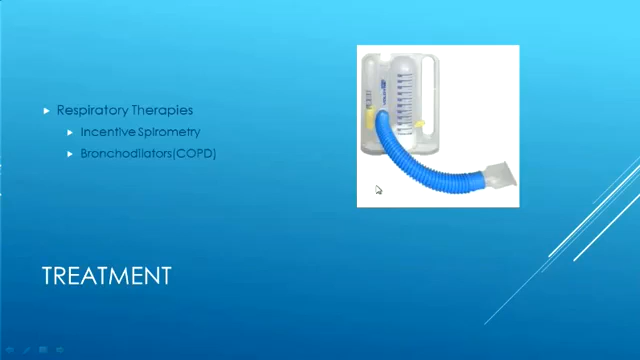 Respiratory Therapies
Incentive Spirometry
Bronchodilators(COPD)
TREATMENT